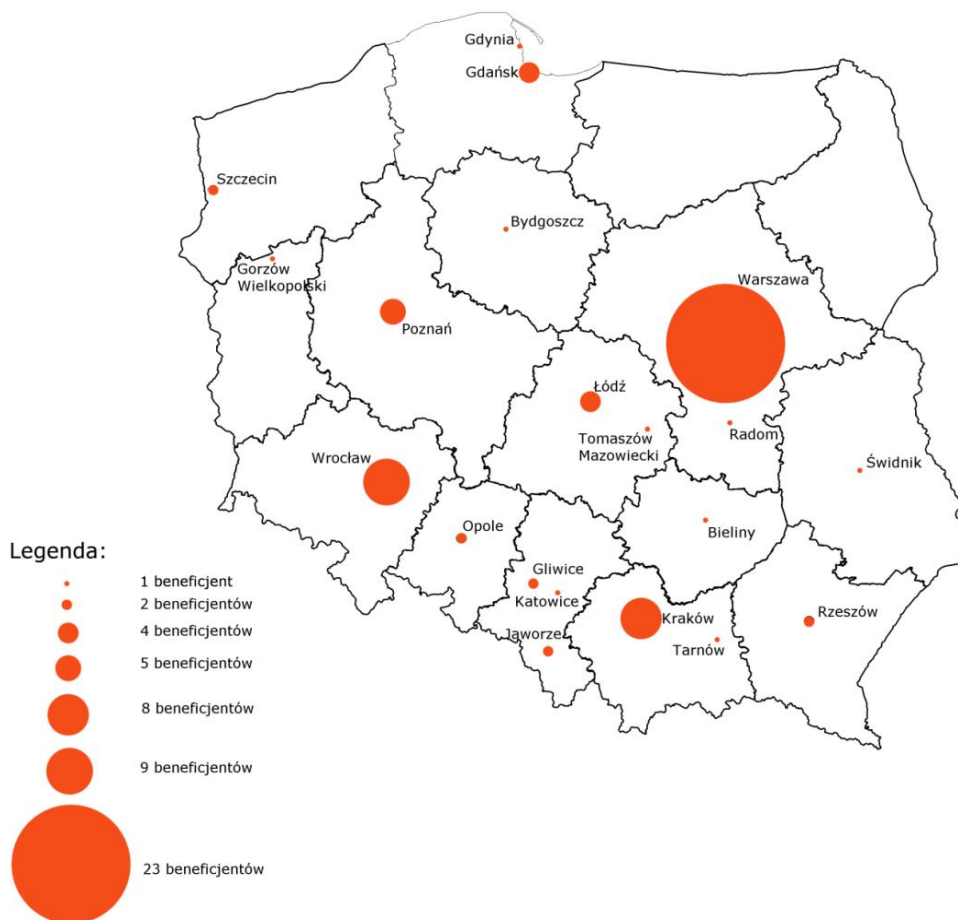 Gdynia
Gdańsk
Szczecin
Bydgoszcz
Gorzów
Wielkopolski
Warszawa
Poznań
Łódź
Tomaszów
Mazowiecki
Radom
Wrocław
Świdnik
Opole
Bieliny
Gliwice
Katowice
Jaworze
Kraków
Tarnów
Rzeszów
Legenda:
1 beneficjent
2 beneficjentów
4 beneficjentów
5 beneficjentów
8 beneficjentów
9 beneficjentów
23 beneficjentów